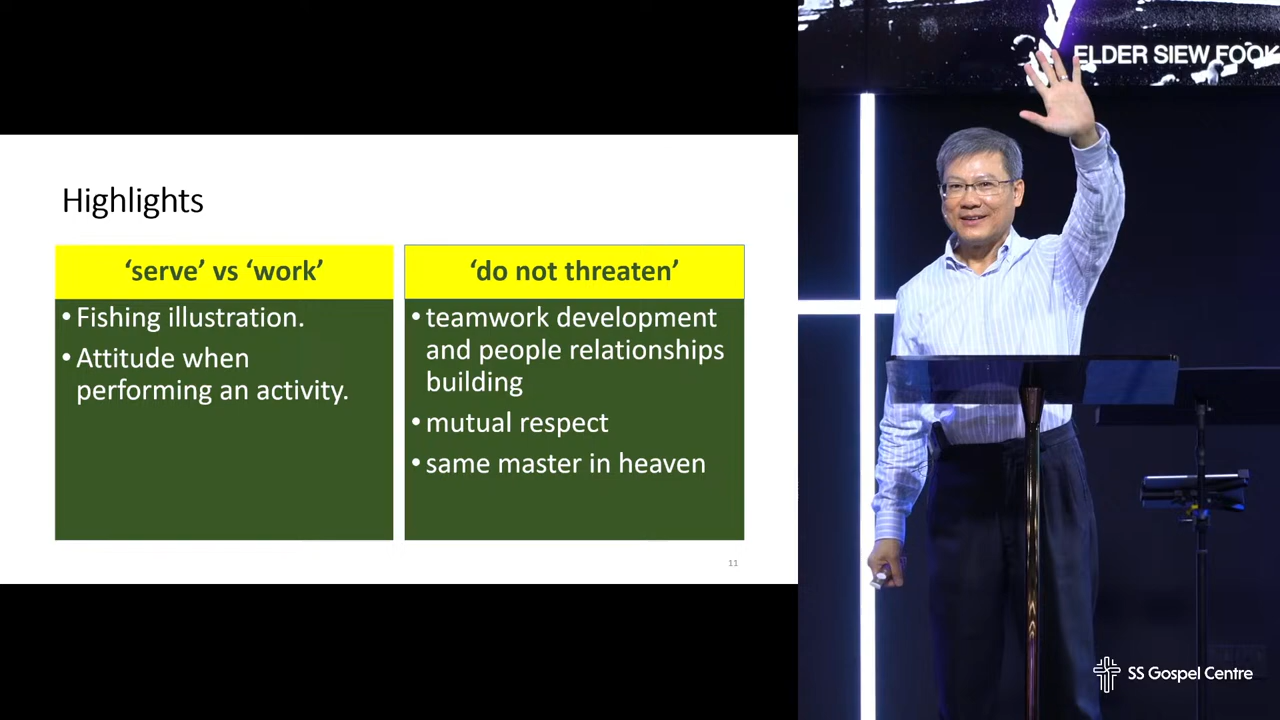 Highlights
‘serve’ vs ‘work’
• Fishing illustration.
• Attitude when
performing an activity.
‘do not threaten’
• teamwork development
and people relationships
building
• mutual respect
• same master in heaven
11
ELDER SIEW FOOK
SS Gospel Centre